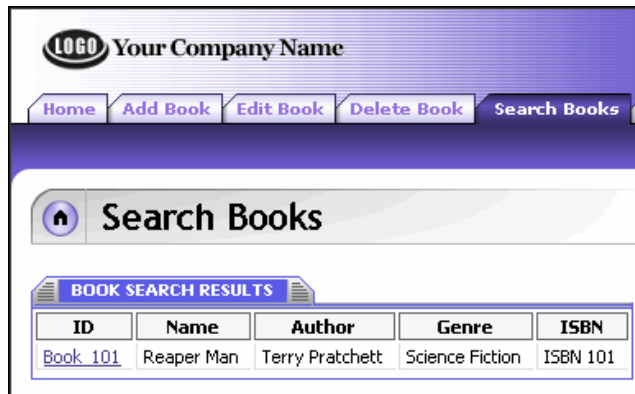 LOGO Your Company Name
Home Add Book Edit Book Delete Book Search Books
Search Books
BOOK SEARCH RESULTS
ID Name Author Genre ISBN
Book 101 Reaper Man Terry Pratchett Science Fiction ISBN 101